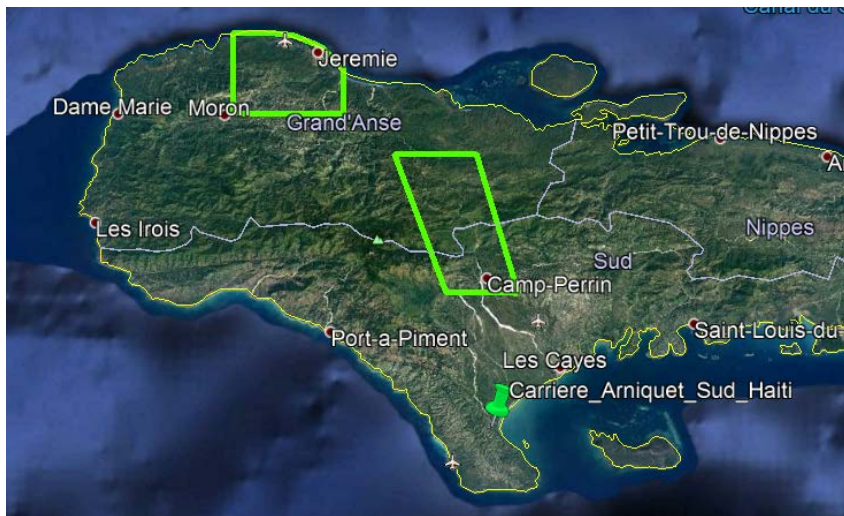 Jeremie
Dame Marie
Moron
Grand'Anse
Petit-Trou-de-Nippes
Les Irois
Nippes
Sud
Camp-Perrin
Port-a-Piment
Saint-Louis-du-
Les Cayes
Carriere_Arniquet_Sud_Haiti